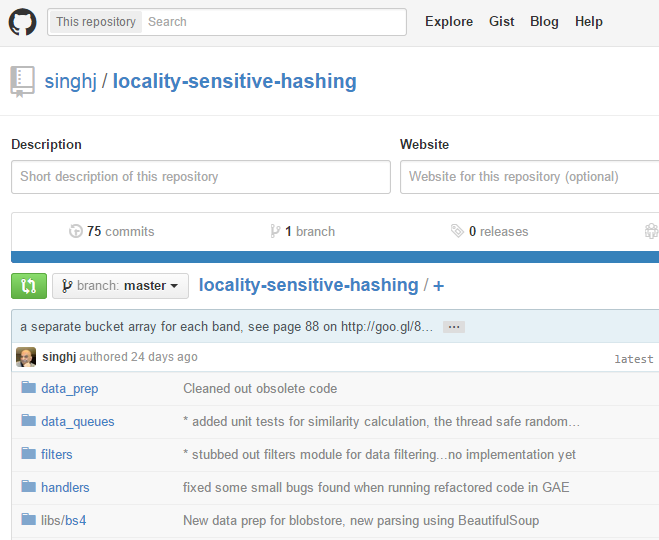 This repository Search Explore Gist Blog Help
singhj / locality-sensitive-hashing
Description Website
Short description of this repository Website for this repository (optional)
75 commits 1 branch 0 releases
branch: master locality-sensitive-hashing / +
a separate bucket array for each band, see page 88 on http://goo.gl/8... ...
singhj authored 24 days ago latest
data_prep Cleaned out obsolete code
data_queues * added unit tests for similarity calculation, the thread safe random...
filters * stubbed out filters module for data filtering...no implementation yet
handlers fixed some small bugs found when running refactored code in GAE
libs/bs4 New data prep for blobstore, new parsing using BeautifulSoup